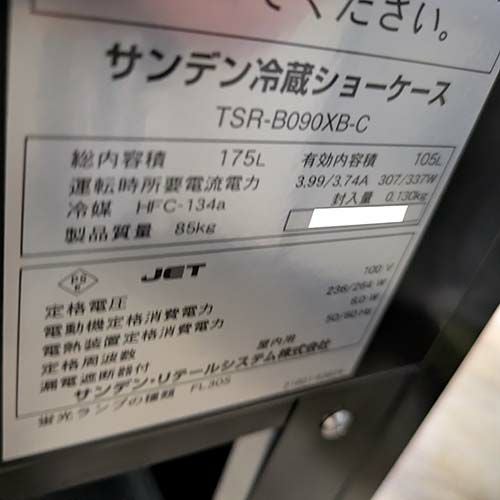 てください。
サンデン冷蔵ショーケース
TSR-B090XB-C
総内容積 175L 有効内容積 105L
運転時所要電流電力 3.99/3.74A 307/337W
冷媒 HFC-134a 封入量 0.130kg
製品質量 85kg
PS E JET
定格電圧 100 V
電動機定格消費電力 236/264 W
電熱装置定格消費電力 6.0 W
定格周波数 50/60 Hz
漏電遮断器付 屋内用
サンデン・リテールシステム株式会社
蛍光ランプの種類 FL30S